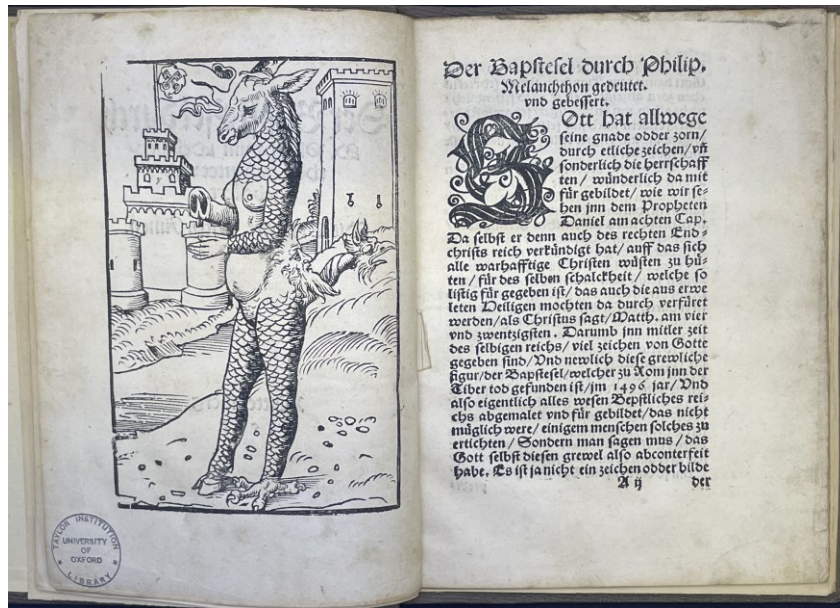 TAYLOR INSTITUTION
UNIVERSITY
OF
OXFORD
LIBRARY
Der Bapstesel durch Philip.
Melanchthon gedeutet.
vnd gebessert.
GOtt hat allwege
seine gnade odder zorn/
durch etliche zeichen/ vñ
sonderlich die herrschaff
ten/ wünderlich da mit
für gebildet/ wie wir se-
hen jnn dem Propheten
Daniel am achten Cap.
Da selbst er denn auch des rechten End-
christs reich verkündigt hat/ auff das sich
alle warhafftige Christen wüsten zu hü-
ten/ für des selben schalckheit/ welche so
listig für gegeben ist/ das auch die aus erwe
leten Heiligen mochten da durch verfüret
werden/ als Christus sagt/ Matth. am vier
vnd zwentzigsten. Darumb jnn mitler zeit
des selbigen reichs/ viel zeichen von Gotte
gegeben sind/ Vnd newlich diese grewliche
figur/ der Bapstesel/ welcher zu Rom jnn der
Tiber tod gefunden ist/ jm 1496 jar/ Vnd
also eigentlich alles wesen Bepstliches rei-
chs abgemalet vnd für gebildet/ das nicht
müglich were/ einigem menschen solches zu
ertichten/ Sondern man sagen mus/ das
Gott selbst diesen grewel also abconterfeit
habe. Es ist ja nicht ein zeichen odder bilde
A ij der